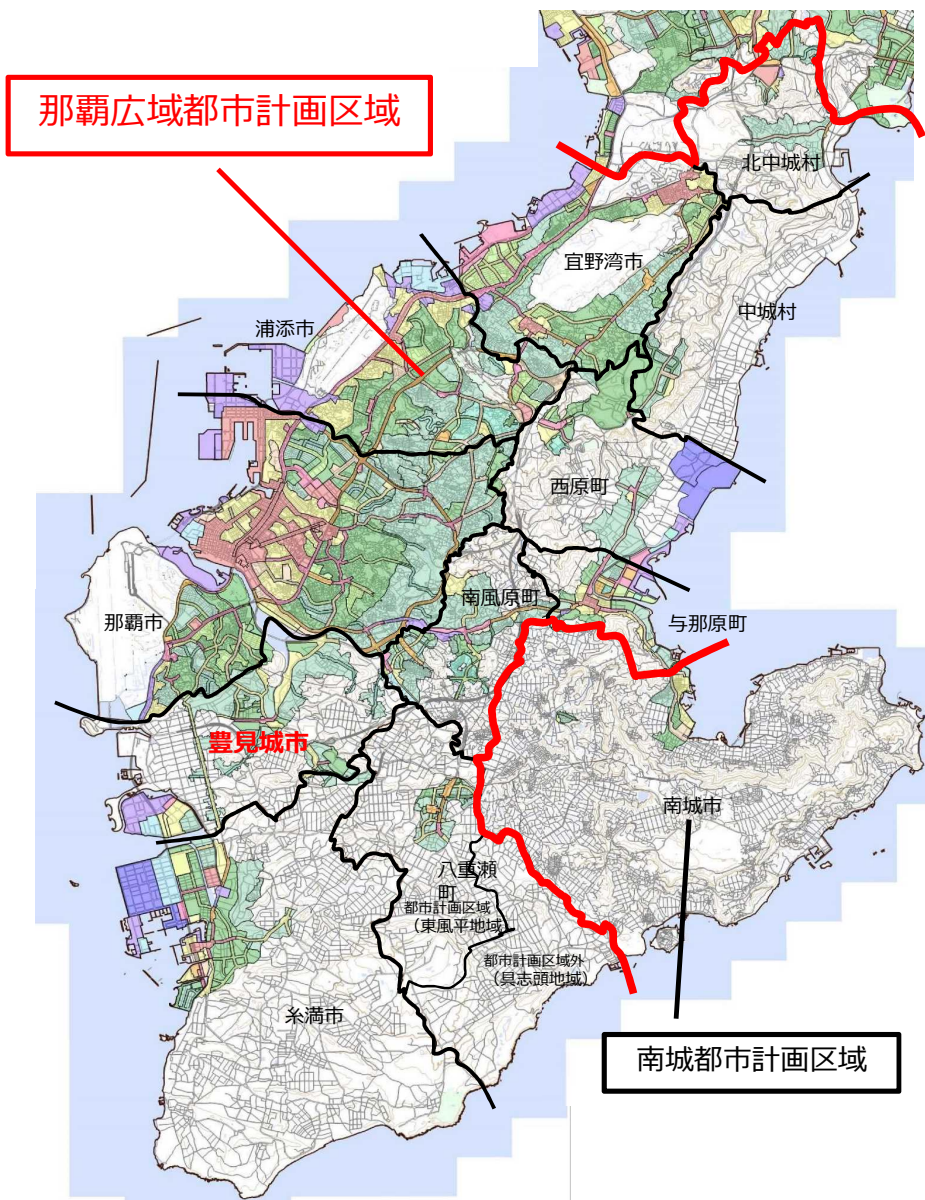 那覇広域都市計画区域
北中城村
宜野湾市
中城村
浦添市
西原町
南風原町
那覇市
与那原町
豊見城市
南城市
八重瀬
町
都市計画区域
（東風平地域）
都市計画区域外
（具志頭地域）
糸満市
南城都市計画区域